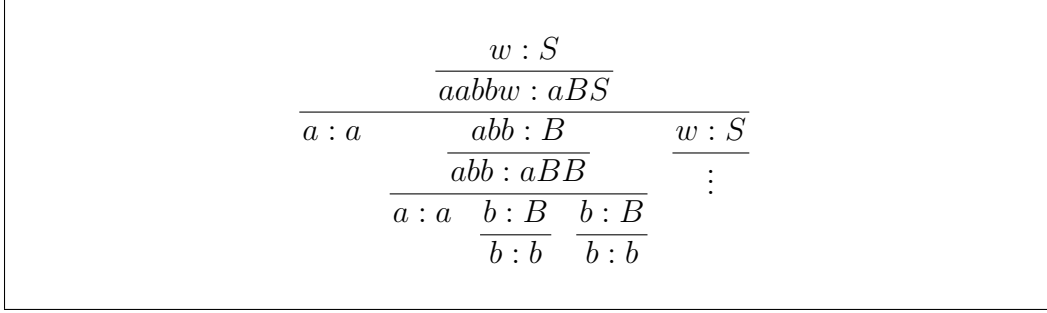 w : S
aabbw : aBS
a : a abb : B w : S
abb : aBB ⋮
a : a b : B b : B
b : b b : b